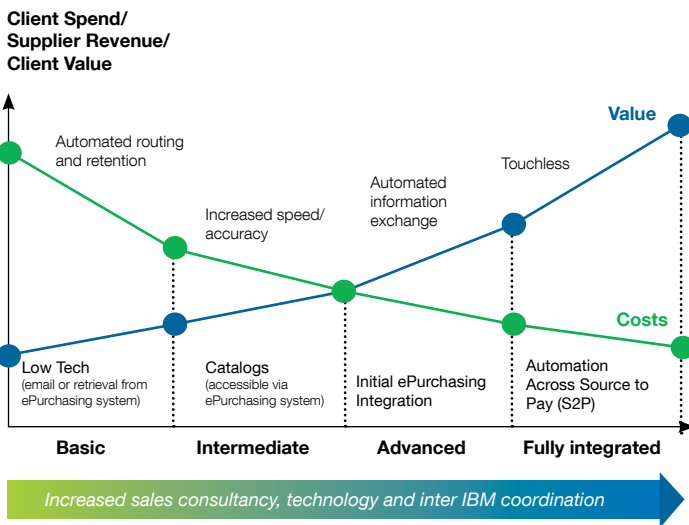 Client Spend/
Supplier Revenue/
Client Value
Value
Automated routing
and retention
Increased speed/
accuracy
Automated
information
exchange
Touchless
Costs
Low Tech
(email or retrieval from
ePurchasing system)
Catalogs
(accessible via
ePurchasing system)
Initial ePurchasing
Integration
Automation
Across Source to
Pay (S2P)
Basic
Intermediate
Advanced
Fully integrated
Increased sales consultancy, technology and inter IBM coordination